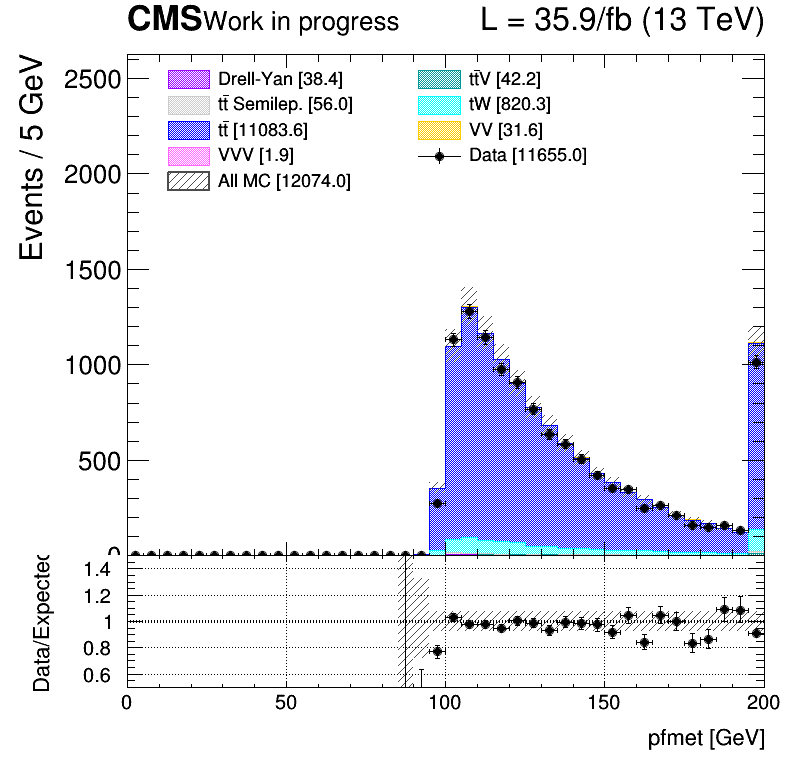 CMS Work in progress L = 35.9/fb (13 TeV)
Events / 5 GeV
2500
2000
1500
1000
500
0
Drell-Yan [38.4]
tt̄ Semilep. [56.0]
tt̄ [11083.6]
VVV [1.9]
All MC [12074.0]
tt̄V [42.2]
tW [820.3]
VV [31.6]
Data [11655.0]
Data/Expected
1.4
1.2
1
0.8
0.6
0 50 100 150 200
pfmet [GeV]